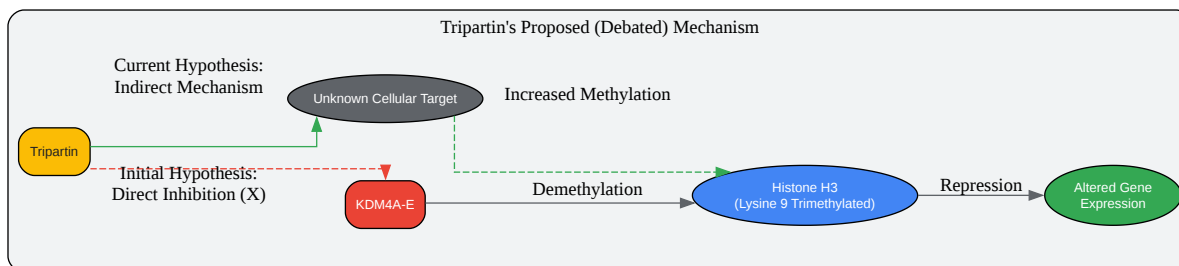 Tripartin's Proposed (Debated) Mechanism
Current Hypothesis:
Indirect Mechanism
Unknown Cellular Target
Increased Methylation
Tripartin
Initial Hypothesis:
Direct Inhibition (X)
KDM4A-E
Demethylation
Histone H3
(Lysine 9 Trimethylated)
Repression
Altered Gene
Expression